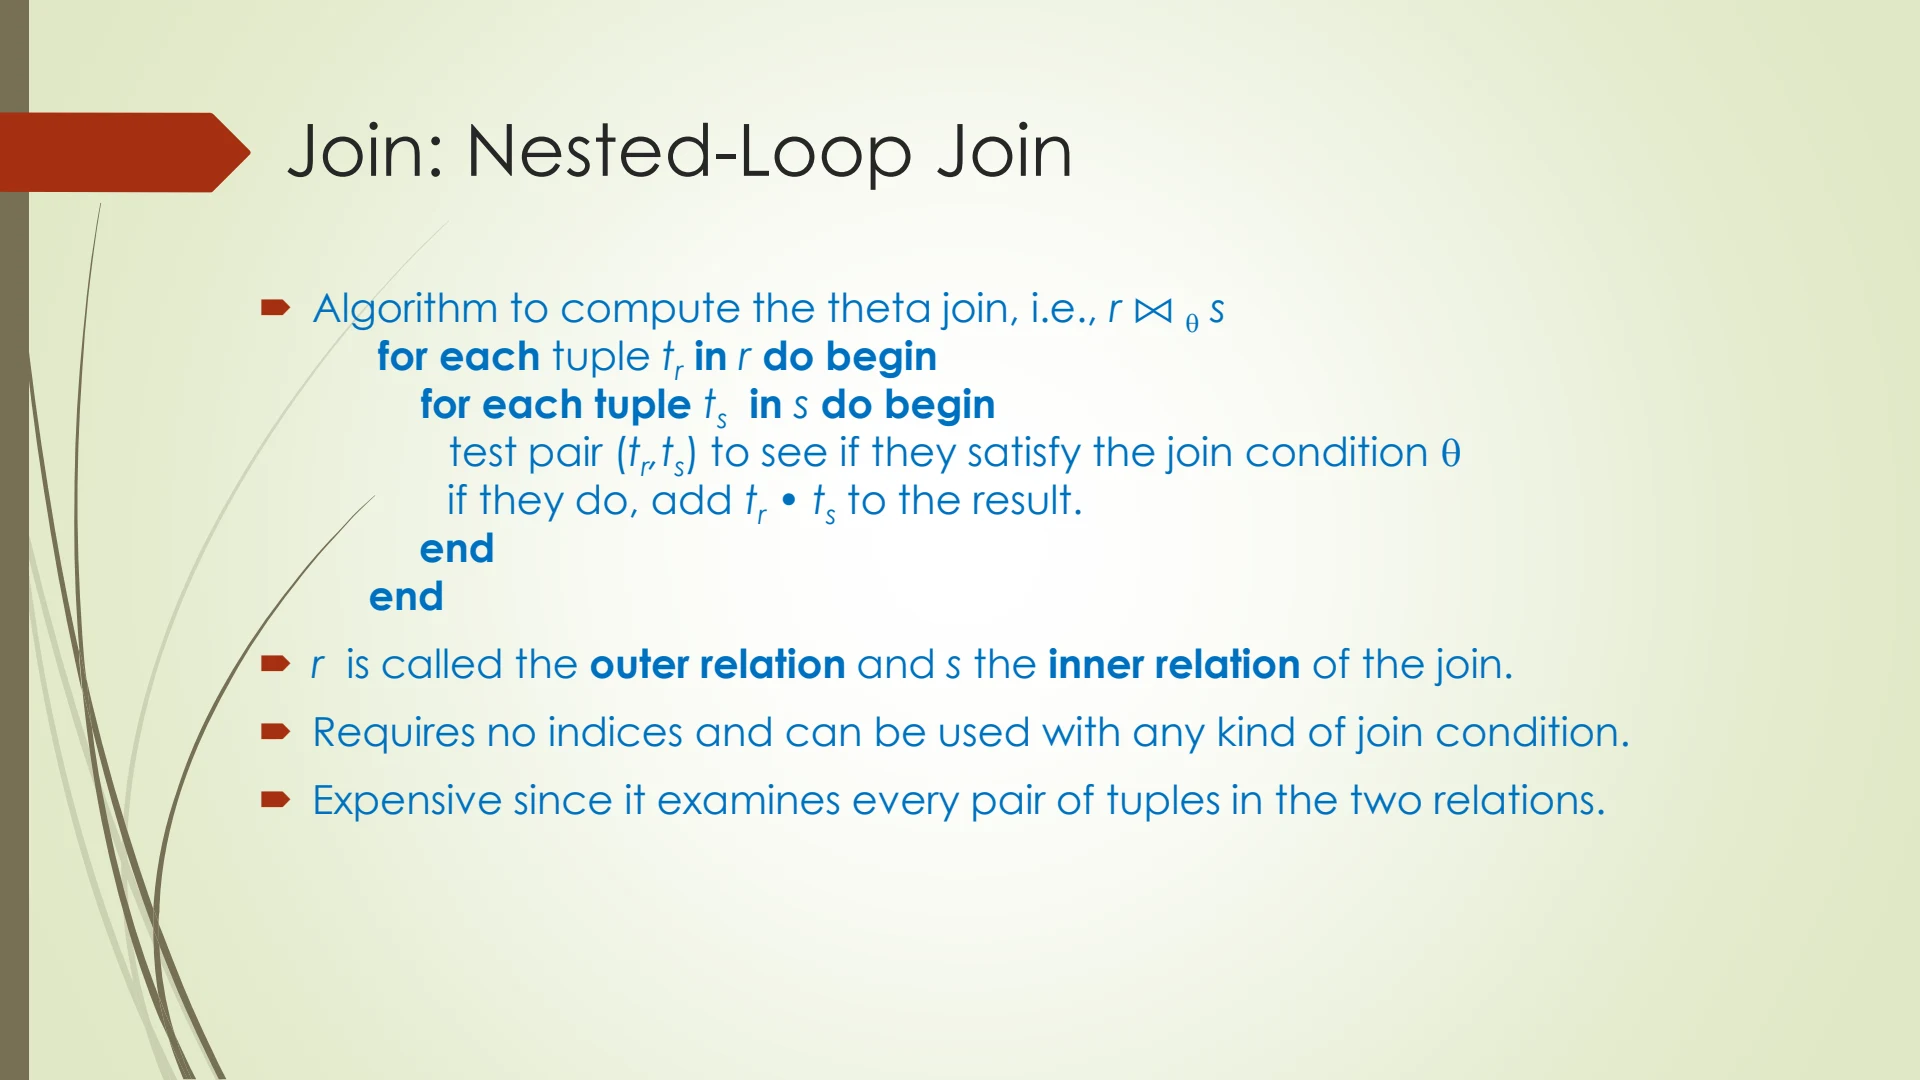 Join: Nested-Loop Join
Algorithm to compute the theta join, i.e., r ⋈ θ s
for each tuple tr in r do begin
for each tuple ts in s do begin
test pair (tr,ts) to see if they satisfy the join condition θ
if they do, add tr • ts to the result.
end
end
r is called the outer relation and s the inner relation of the join.
Requires no indices and can be used with any kind of join condition.
Expensive since it examines every pair of tuples in the two relations.